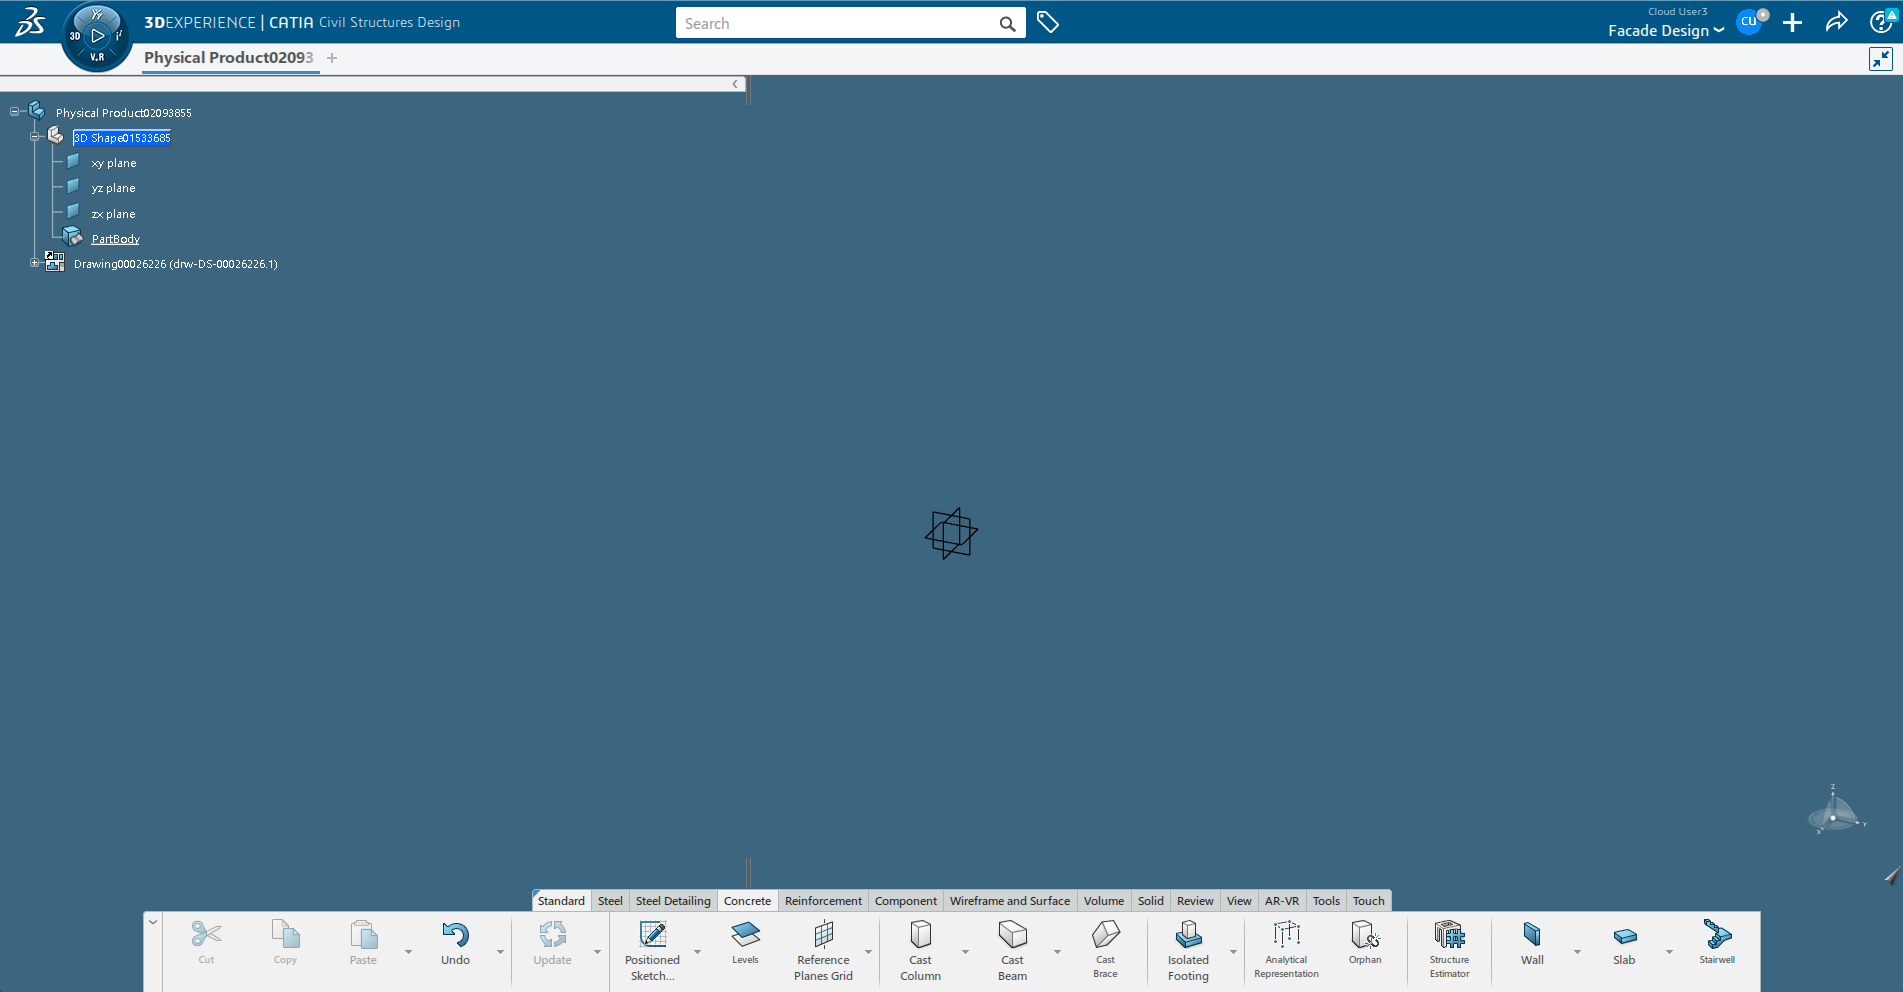 3DEXPERIENCE | CATIA Civil Structures Design
3D
V.R
Search
Cloud User3
Facade Design
CU
Physical Product02093
+
Physical Product02093855
3D Shape01533685
xy plane
yz plane
zx plane
PartBody
Drawing00026226 (drw-DS-00026226.1)
Z
Y
X
Standard Steel Steel Detailing Concrete Reinforcement Component Wireframe and Surface Volume Solid Review View AR-VR Tools Touch
Cut
Copy
Paste
Undo
Update
Positioned
Sketch...
Levels
Reference
Planes Grid
Cast
Column
Cast
Beam
Cast
Brace
Isolated
Footing
Analytical
Representation
Orphan
Structure
Estimator
Wall
Slab
Stairwell